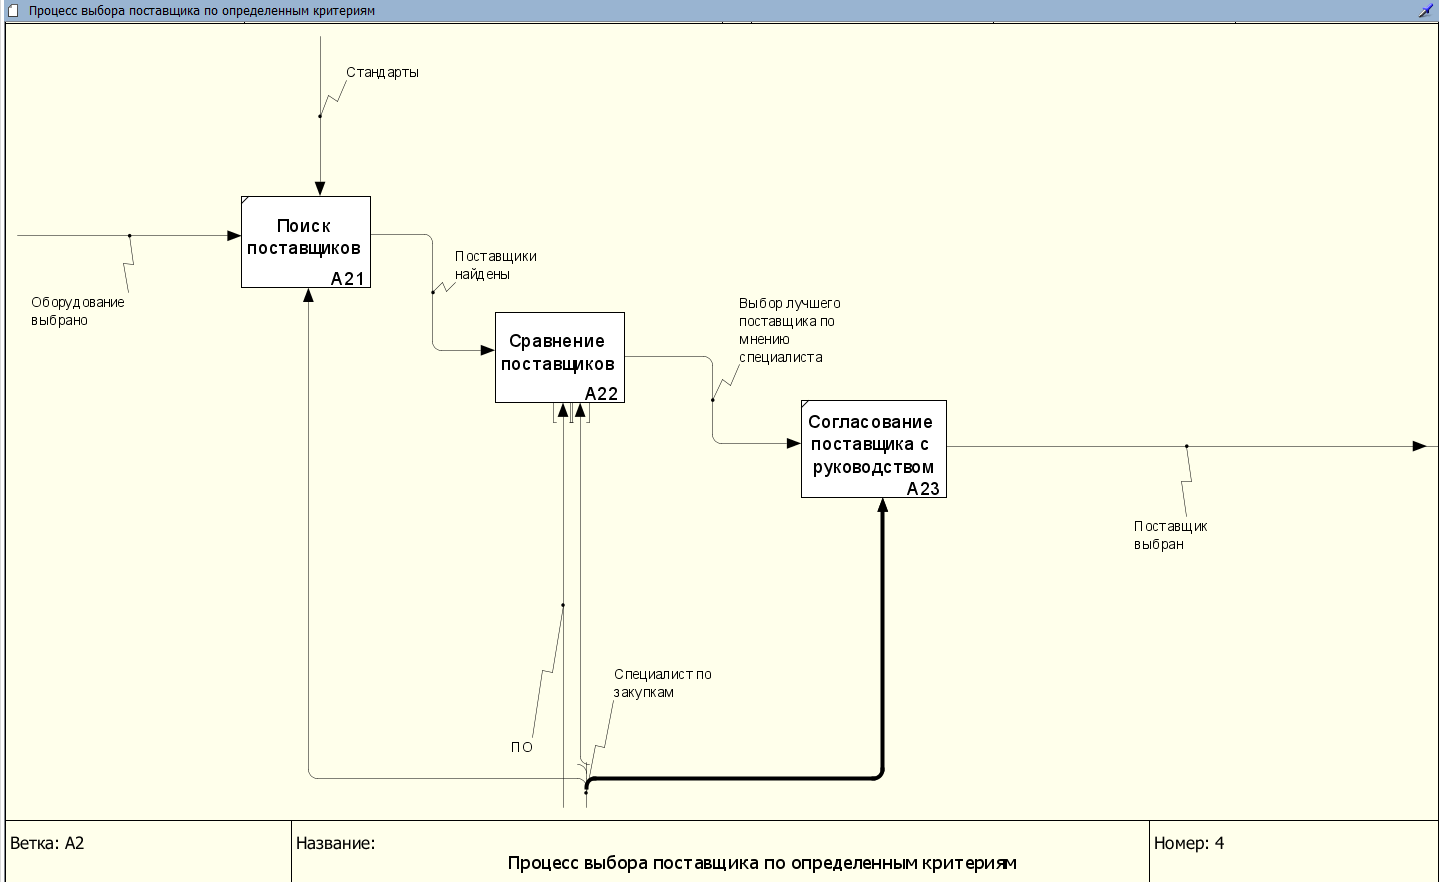 Процесс выбора поставщика по определенным критериям
Стандарты
Поиск
поставщиков
A21
Оборудование
выбрано
Поставщики
найдены
Сравнение
поставщиков
A22
Выбор лучшего
поставщика по
мнению
специалиста
Согласование
поставщика с
руководством
A23
Поставщик
выбран
Специалист по
закупкам
ПО
Ветка: A2
Название:
Процесс выбора поставщика по определенным критериям
Номер: 4